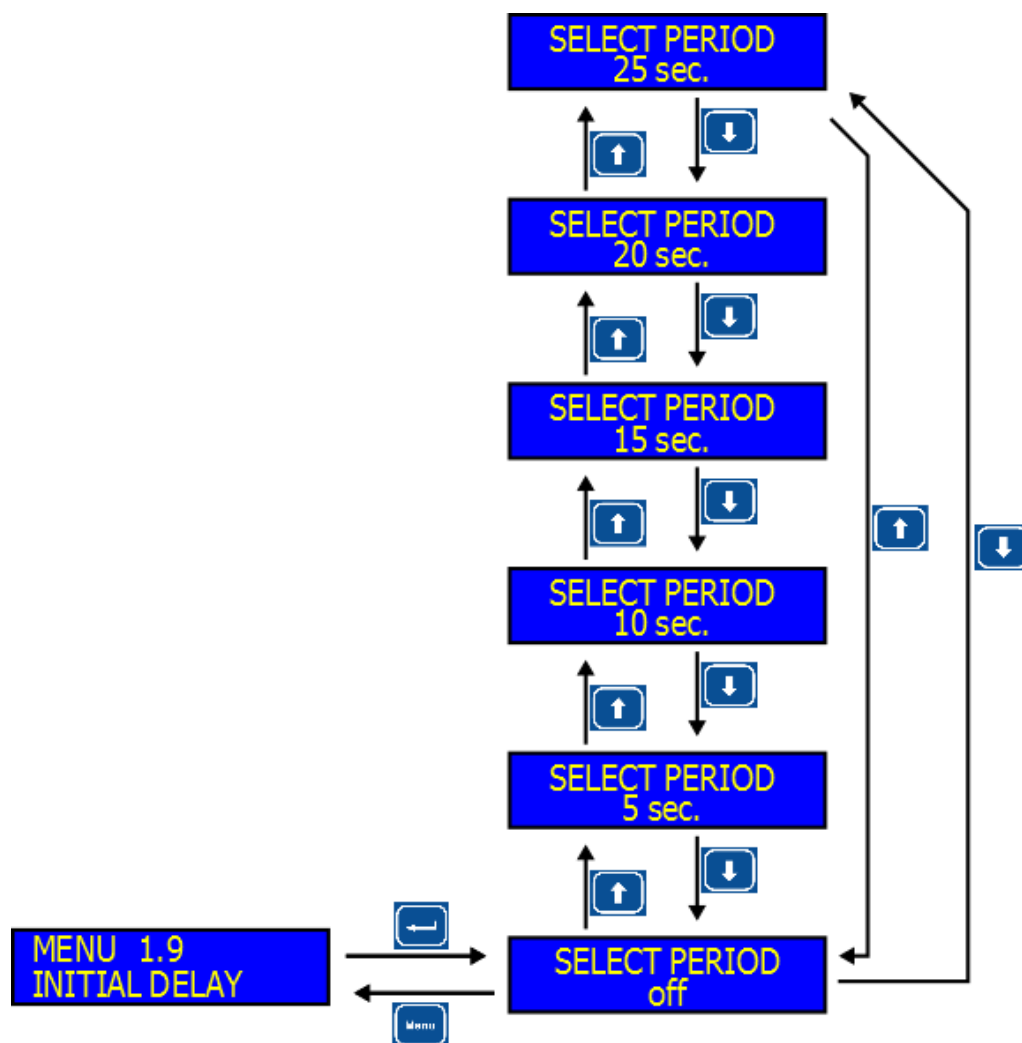 SELECT PERIOD
25 sec.
SELECT PERIOD
20 sec.
SELECT PERIOD
15 sec.
SELECT PERIOD
10 sec.
SELECT PERIOD
5 sec.
MENU 1.9
INITIAL DELAY
SELECT PERIOD
off
Menu